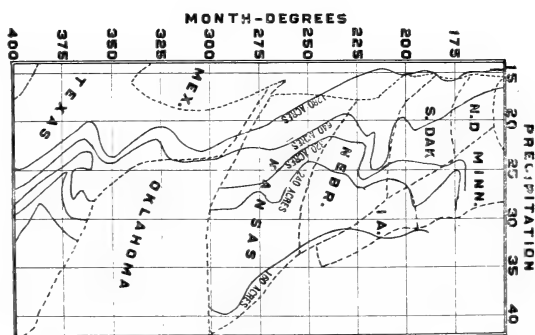 MONTH-DEGREES
400 375 350 325 300 275 250 225 200 175
PRECIPITATION
15
20
25
30
35
40
TEXAS
MEX.
OKLAHOMA
KANSAS
NEBR.
S.DAK
N.D
MINN.
IA.
1280 ACRES
640 ACRES
320 ACRES
240 ACRES
160 ACRES